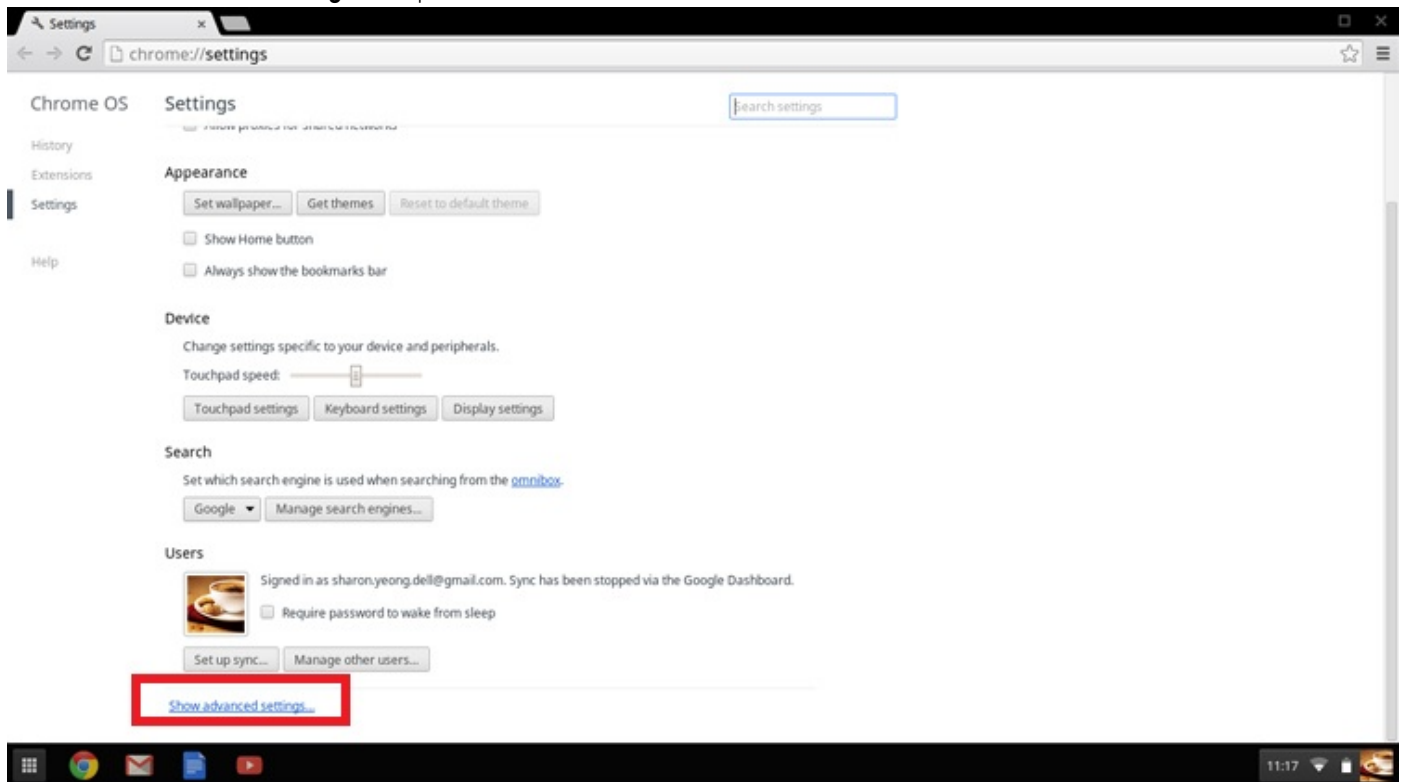 Settings
chrome://settings
Chrome OS
Settings
Search settings
Allow proxies for shared networks
History
Extensions
Settings
Help
Appearance
Set wallpaper... Get themes Reset to default theme
Show Home button
Always show the bookmarks bar
Device
Change settings specific to your device and peripherals.
Touchpad speed:
Touchpad settings Keyboard settings Display settings
Search
Set which search engine is used when searching from the omnibox.
Google Manage search engines...
Users
Signed in as sharon.yeong.dell@gmail.com. Sync has been stopped via the Google Dashboard.
Require password to wake from sleep
Set up sync... Manage other users...
Show advanced settings...
11:17